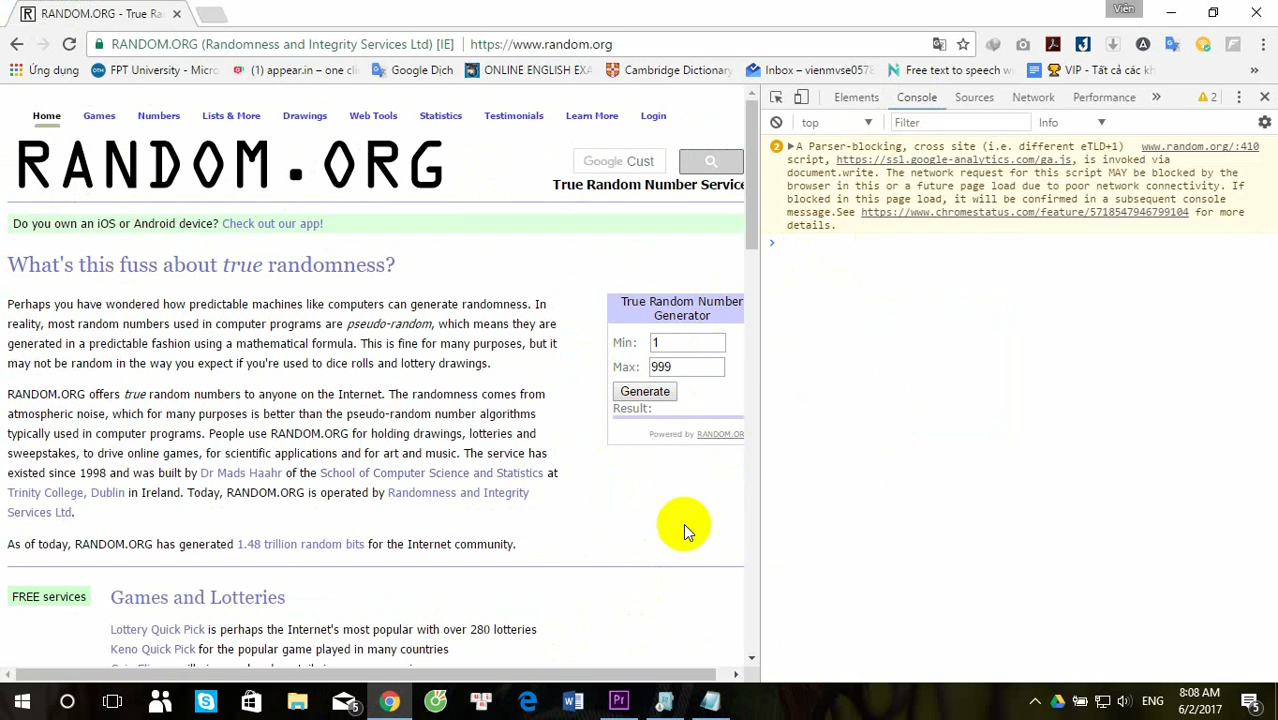 RANDOM.ORG - True Ra
Viên
RANDOM.ORG (Randomness and Integrity Services Ltd) [IE] https://www.random.org
Ứng dụng FPT University - Micro (1) appear.in – one c Google Dịch ONLINE ENGLISH EXA Cambridge Dictionary Inbox – vienmvse0578 Free text to speech w VIP - Tất cả các kh
Home Games Numbers Lists & More Drawings Web Tools Statistics Testimonials Learn More Login
RANDOM.ORG
Google Cust
True Random Number Service
Do you own an iOS or Android device? Check out our app!
What's this fuss about true randomness?
Perhaps you have wondered how predictable machines like computers can generate randomness. In
reality, most random numbers used in computer programs are pseudo-random, which means they are
generated in a predictable fashion using a mathematical formula. This is fine for many purposes, but it
may not be random in the way you expect if you're used to dice rolls and lottery drawings.
RANDOM.ORG offers true random numbers to anyone on the Internet. The randomness comes from
atmospheric noise, which for many purposes is better than the pseudo-random number algorithms
typically used in computer programs. People use RANDOM.ORG for holding drawings, lotteries and
sweepstakes, to drive online games, for scientific applications and for art and music. The service has
existed since 1998 and was built by Dr Mads Haahr of the School of Computer Science and Statistics at
Trinity College, Dublin in Ireland. Today, RANDOM.ORG is operated by Randomness and Integrity
Services Ltd.
As of today, RANDOM.ORG has generated 1.48 trillion random bits for the Internet community.
True Random Number
Generator
Min: 1
Max: 999
Generate
Result:
Powered by RANDOM.OR
FREE services
Games and Lotteries
Lottery Quick Pick is perhaps the Internet's most popular with over 280 lotteries
Keno Quick Pick for the popular game played in many countries
Elements Console Sources Network Performance » 2
top Filter Info
2 A Parser-blocking, cross site (i.e. different eTLD+1) www.random.org/:410
script, https://ssl.google-analytics.com/ga.js, is invoked via
document.write. The network request for this script MAY be blocked by the
browser in this or a future page load due to poor network connectivity. If
blocked in this page load, it will be confirmed in a subsequent console
message.See https://www.chromestatus.com/feature/5718547946799104 for more
details.
5
ENG
8:08 AM
6/2/2017
5